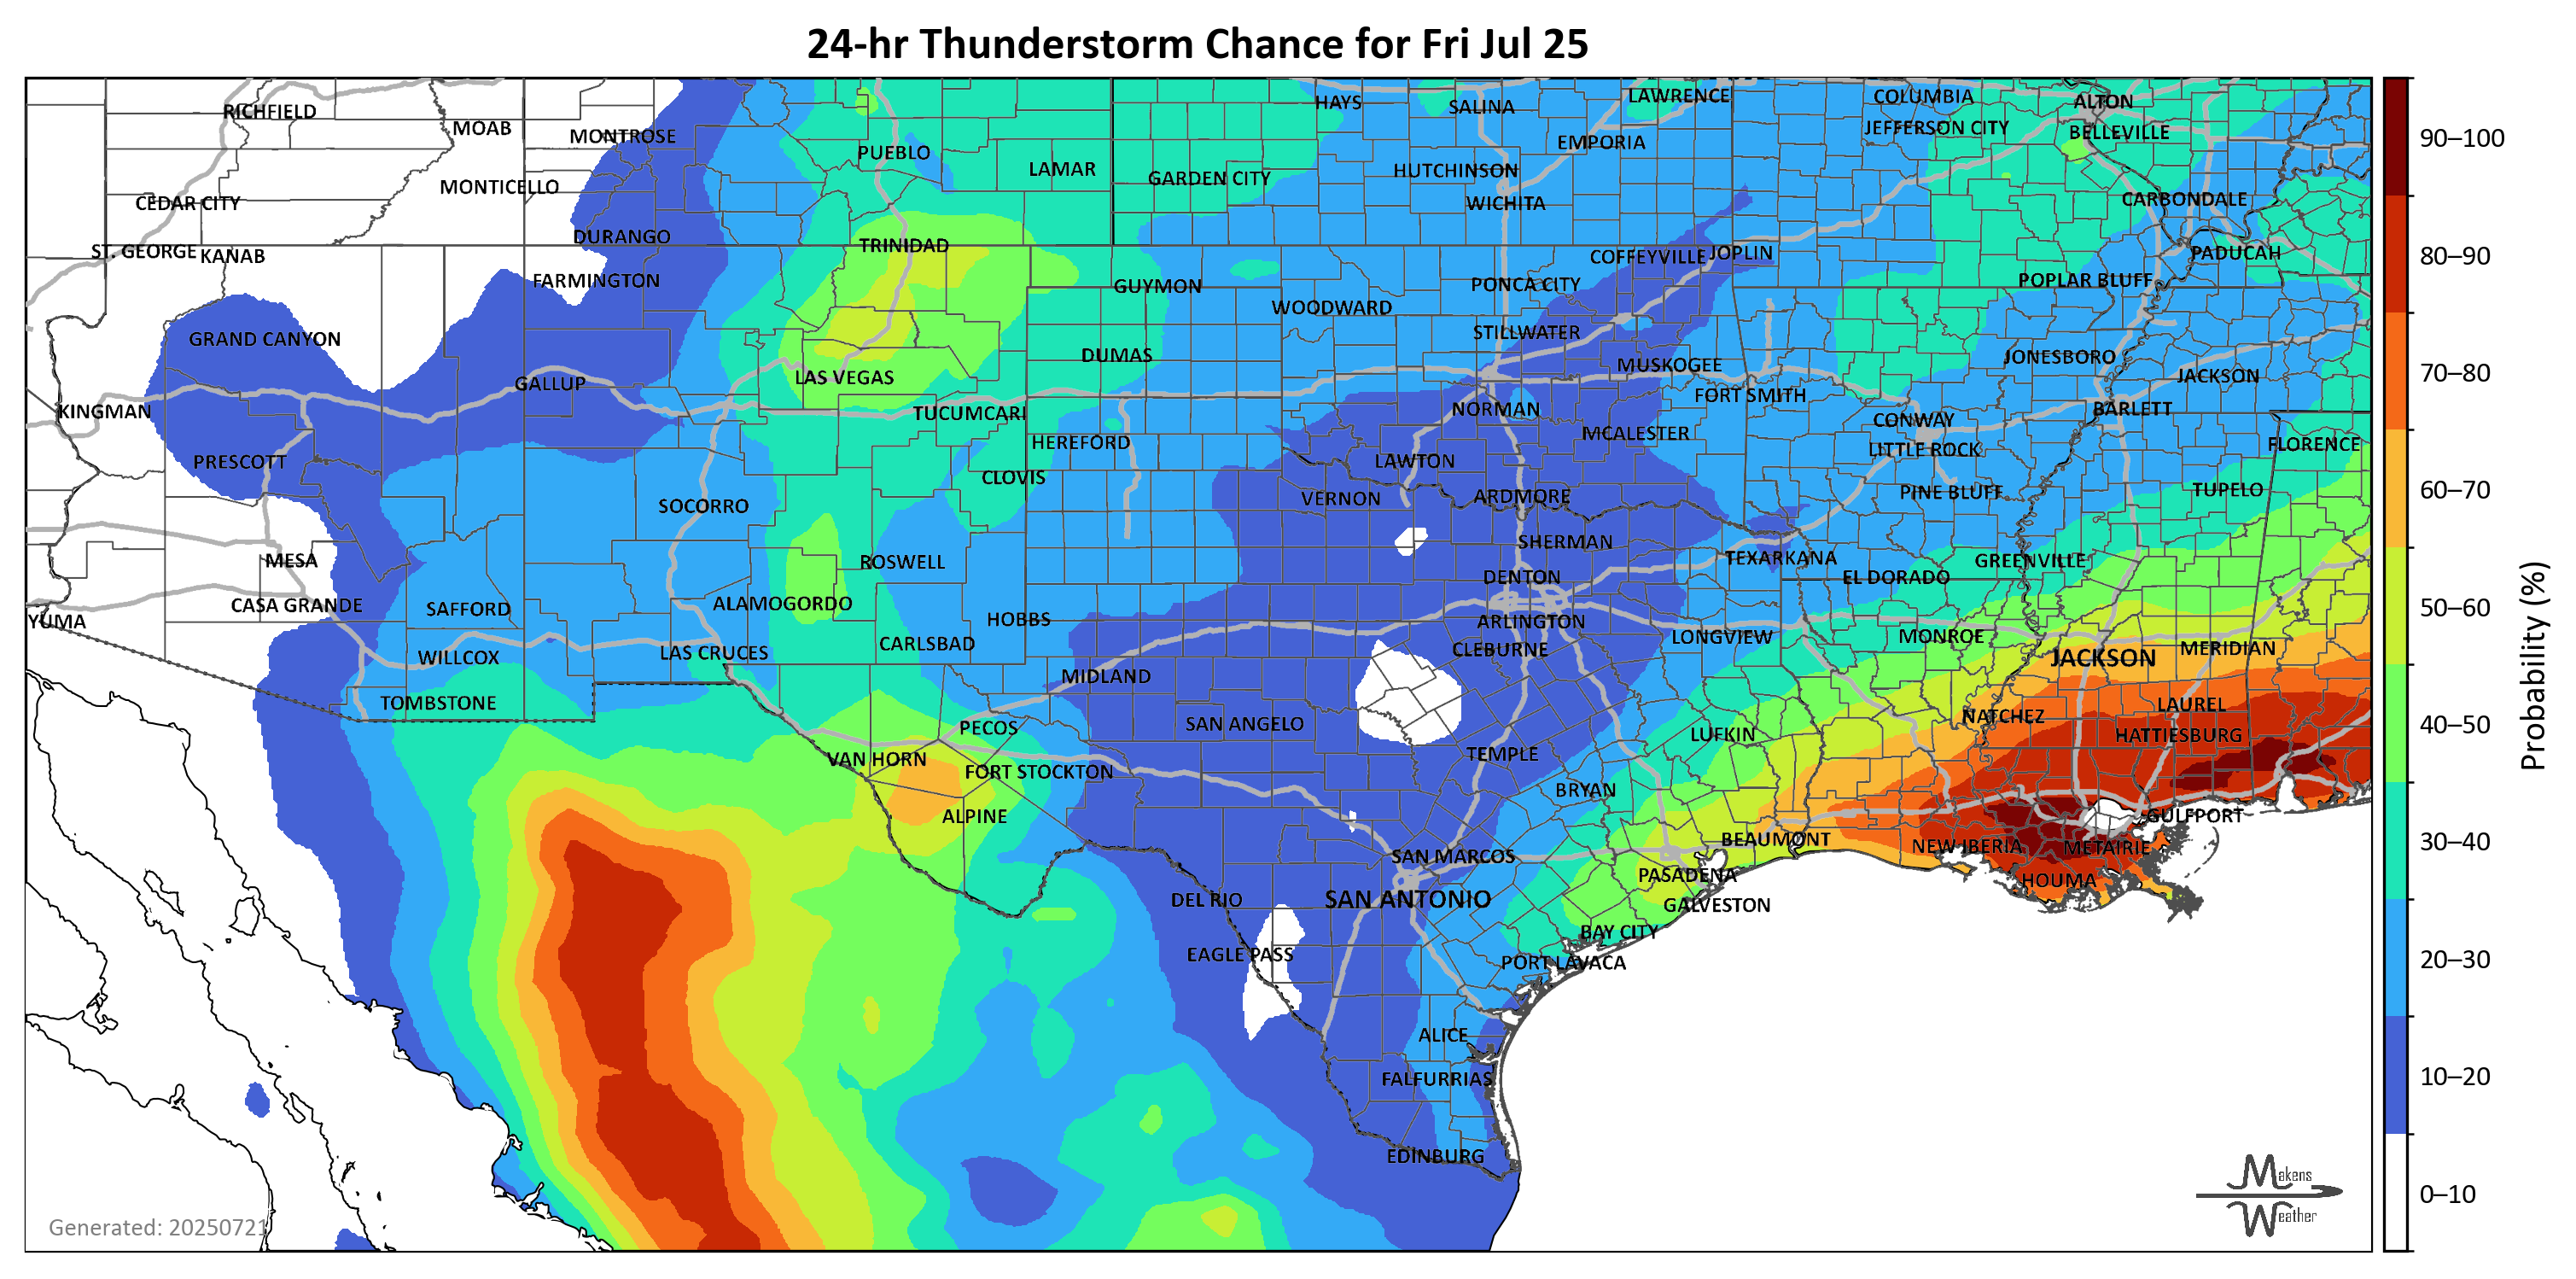 24-hr Thunderstorm Chance for Fri Jul 25
RICHFIELD
MOAB
MONTROSE
PUEBLO
LAMAR
GARDEN CITY
HAYS
SALINA
LAWRENCE
EMPORIA
HUTCHINSON
WICHITA
COLUMBIA
JEFFERSON CITY
ALTON
BELLEVILLE
CARBONDALE
MONTICELLO
CEDAR CITY
DURANGO
ST. GEORGE
KANAB
FARMINGTON
TRINIDAD
GUYMON
WOODWARD
PONCA CITY
COFFEYVILLE
JOPLIN
POPLAR BLUFF
PADUCAH
GRAND CANYON
GALLUP
LAS VEGAS
DUMAS
STILLWATER
MUSKOGEE
FORT SMITH
JONESBORO
JACKSON
KINGMAN
PRESCOTT
TUCUMCARI
HEREFORD
CLOVIS
NORMAN
MCALESTER
LAWTON
CONWAY
LITTLE ROCK
BARLETT
FLORENCE
SOCORRO
VERNON
ARDMORE
PINE BLUFF
TUPELO
MESA
ROSWELL
SHERMAN
TEXARKANA
GREENVILLE
CASA GRANDE
SAFFORD
ALAMOGORDO
DENTON
EL DORADO
YUMA
HOBBS
ARLINGTON
CARLSBAD
CLEBURNE
LONGVIEW
MONROE
WILLCOX
LAS CRUCES
MIDLAND
JACKSON
MERIDIAN
TOMBSTONE
PECOS
SAN ANGELO
LUFKIN
NATCHEZ
LAUREL
HATTIESBURG
VAN HORN
FORT STOCKTON
TEMPLE
ALPINE
BRYAN
BEAUMONT
GULFPORT
NEW IBERIA
METAIRIE
SAN MARCOS
PASADENA
HOUMA
DEL RIO
SAN ANTONIO
GALVESTON
EAGLE PASS
BAY CITY
PORT LAVACA
ALICE
FALFURRIAS
EDINBURG
Generated: 20250721
Makens
Weather
90–100
80–90
70–80
60–70
50–60
40–50
30–40
20–30
10–20
0–10
Probability (%)